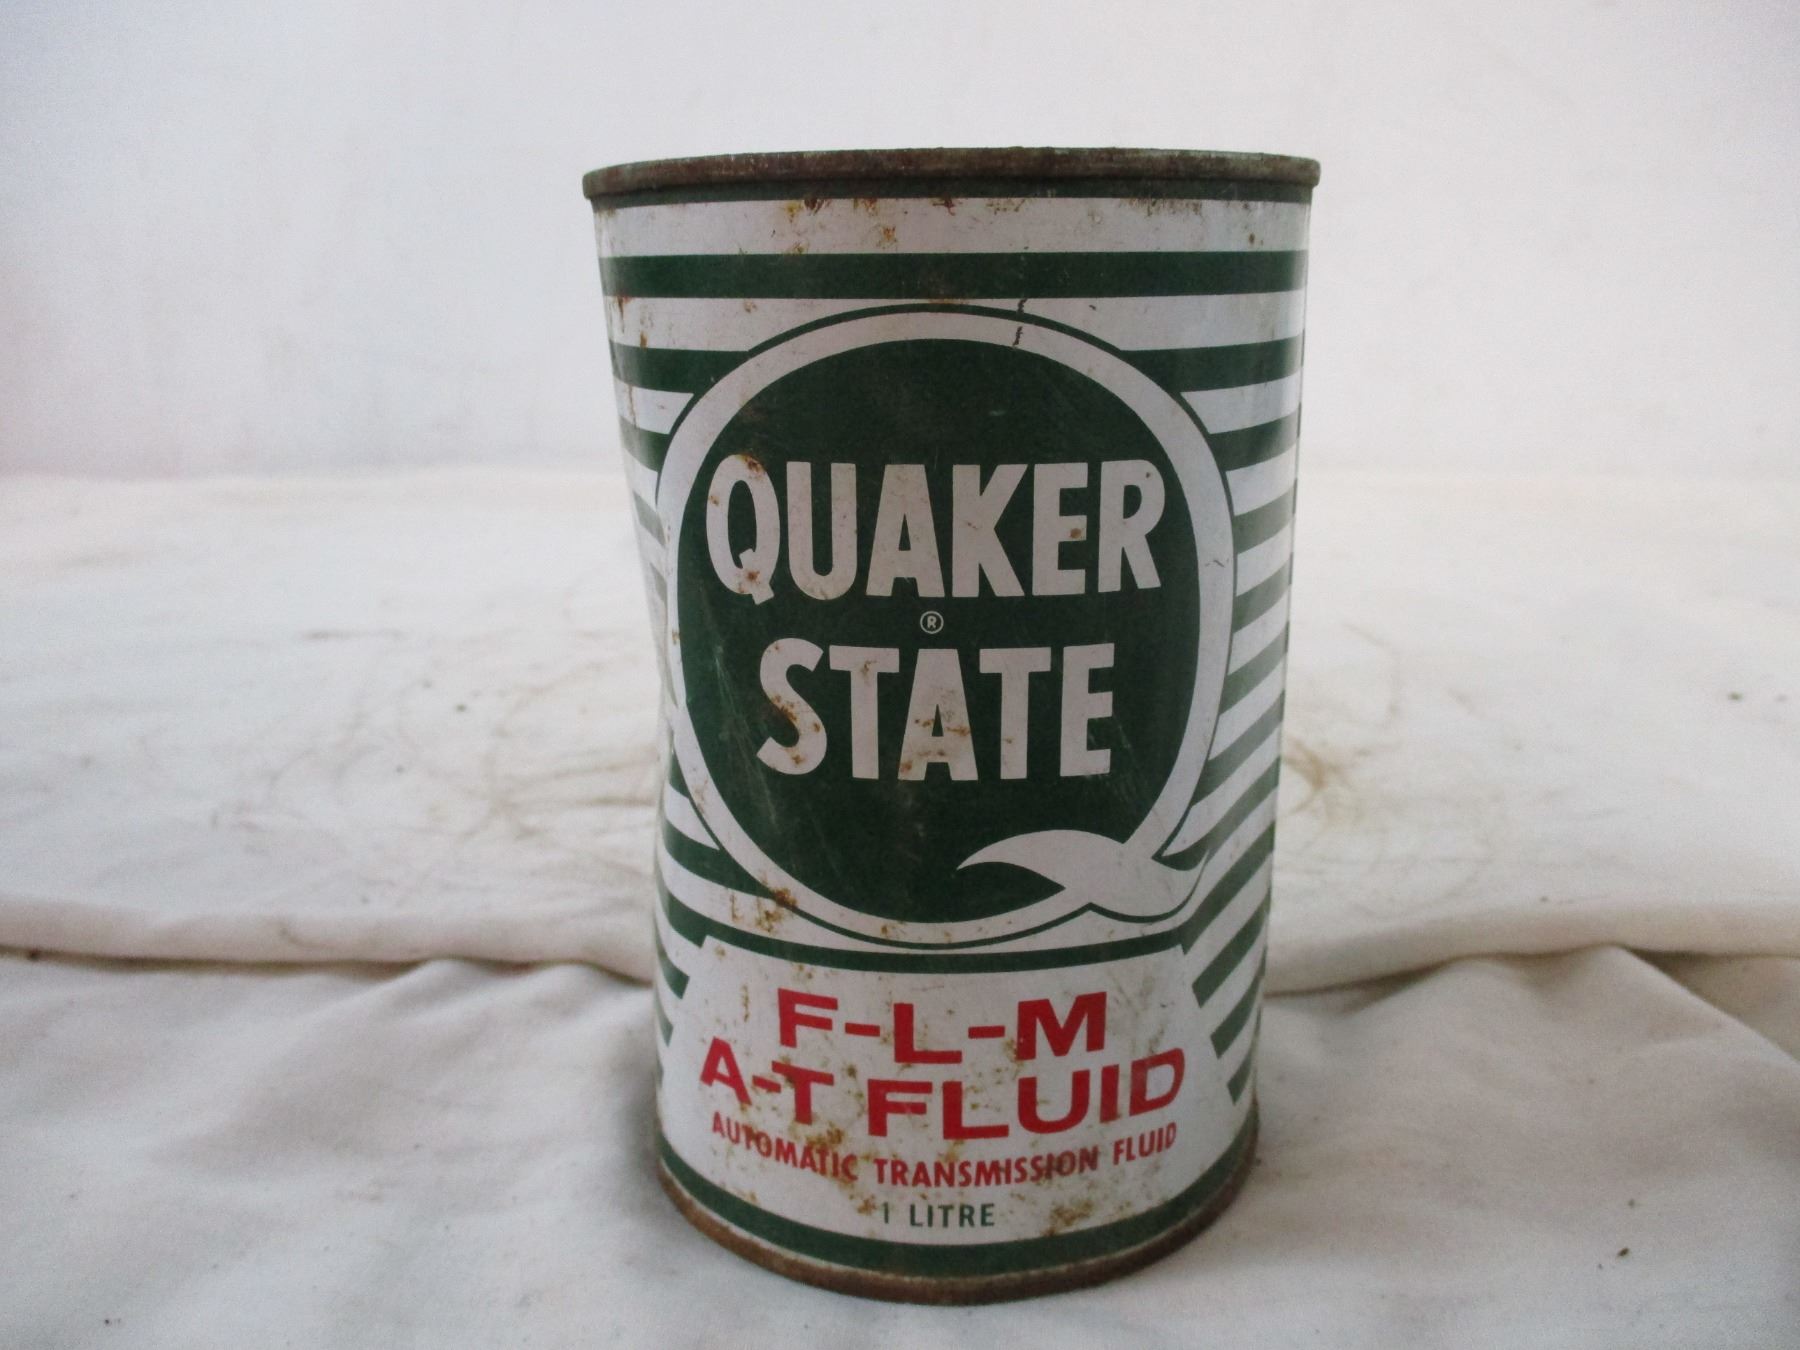 QUAKER
®
STATE
F-L-M
A-T FLUID
AUTOMATIC TRANSMISSION FLUID
1 LITRE